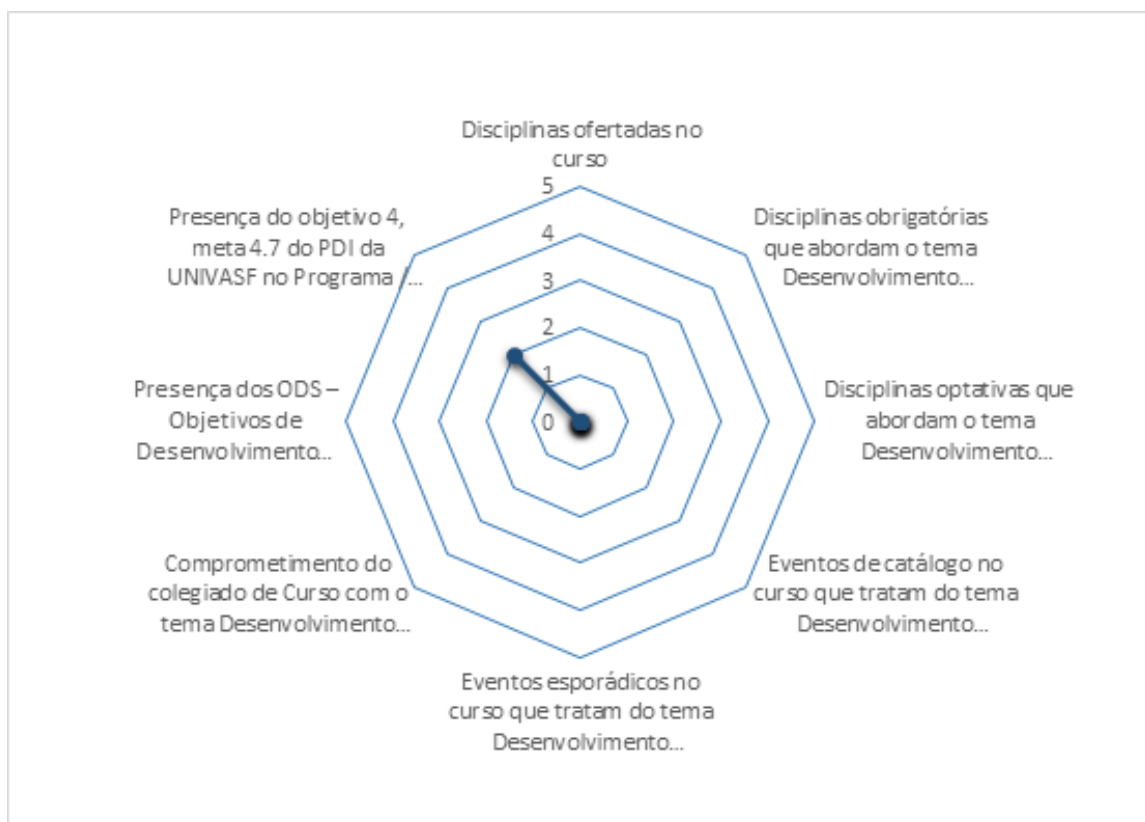 Disciplinas ofertadas no
curso
5
4
3
2
1
0
Disciplinas obrigatórias
que abordam o tema
Desenvolvimento...
Disciplinas optativas que
abordam o tema
Desenvolvimento...
Eventos de catálogo no
curso que tratam do tema
Desenvolvimento...
Eventos esporádicos no
curso que tratam do tema
Desenvolvimento...
Comprometimento do
colegiado de Curso com o
tema Desenvolvimento...
Presença dos ODS –
Objetivos de
Desenvolvimento...
Presença do objetivo 4,
meta 4.7 do PDI da
UNIVASF no Programa /...